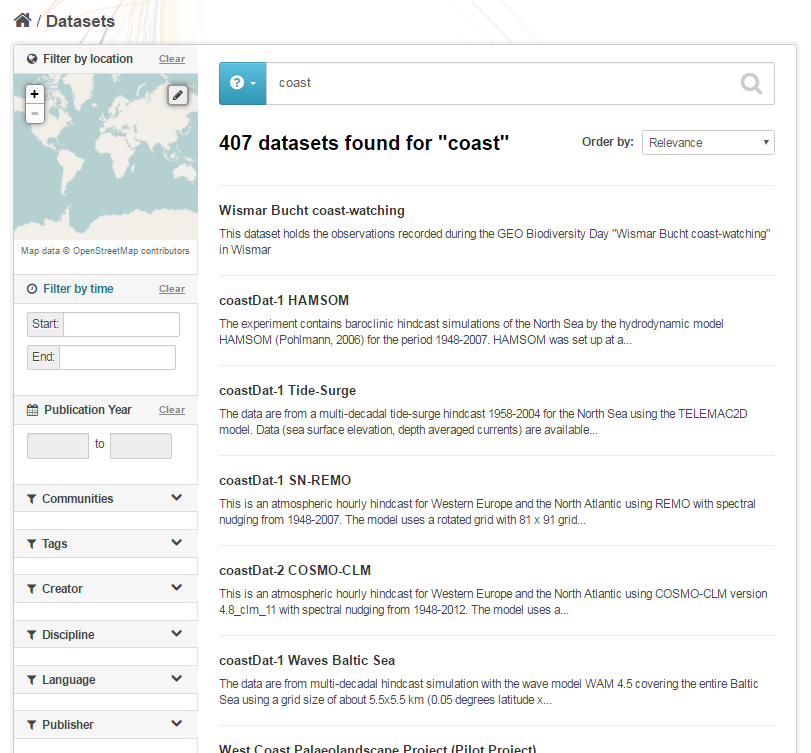 / Datasets
Filter by location Clear
+
-
Map data © OpenStreetMap contributors
Filter by time Clear
Start:
End:
Publication Year Clear
to
Communities
Tags
Creator
Discipline
Language
Publisher
? coast
407 datasets found for "coast"
Order by: Relevance
Wismar Bucht coast-watching
This dataset holds the observations recorded during the GEO Biodiversity Day "Wismar Bucht coast-watching"
in Wismar
coastDat-1 HAMSOM
The experiment contains baroclinic hindcast simulations of the North Sea by the hydrodynamic model
HAMSOM (Pohlmann, 2006) for the period 1948-2007. HAMSOM was set up at a...
coastDat-1 Tide-Surge
The data are from a multi-decadal tide-surge hindcast 1958-2004 for the North Sea using the TELEMAC2D
model. Data (sea surface elevation, depth averaged currents) are available...
coastDat-1 SN-REMO
This is an atmospheric hourly hindcast for Western Europe and the North Atlantic using REMO with spectral
nudging from 1948-2007. The model uses a rotated grid with 81 x 91 grid...
coastDat-2 COSMO-CLM
This is an atmospheric hourly hindcast for Western Europe and the North Atlantic using COSMO-CLM version
4.8_clm_11 with spectral nudging from 1948-2012. The model uses a...
coastDat-1 Waves Baltic Sea
The data are from multi-decadal hindcast simulation with the wave model WAM 4.5 covering the entire Baltic
Sea using a grid size of about 5.5x5.5 km (0.05 degrees latitude x...
West Coast Palaeolandscape Project (Pilot Project)